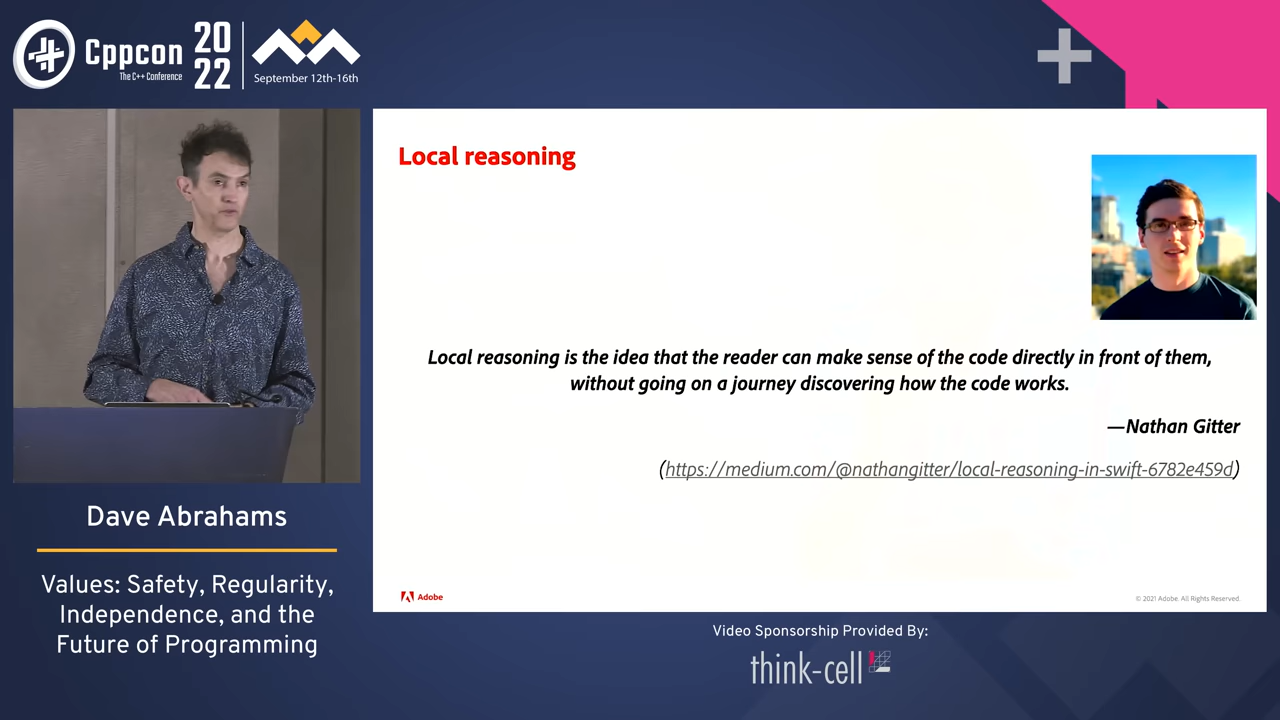 Cppcon
The C++ Conference
20
22
September 12th-16th
Local reasoning
Local reasoning is the idea that the reader can make sense of the code directly in front of them,
without going on a journey discovering how the code works.
—Nathan Gitter
(https://medium.com/@nathangitter/local-reasoning-in-swift-6782e459d)
Adobe
© 2021 Adobe. All Rights Reserved.
Dave Abrahams
Values: Safety, Regularity,
Independence, and the
Future of Programming
Video Sponsorship Provided By:
think-cell